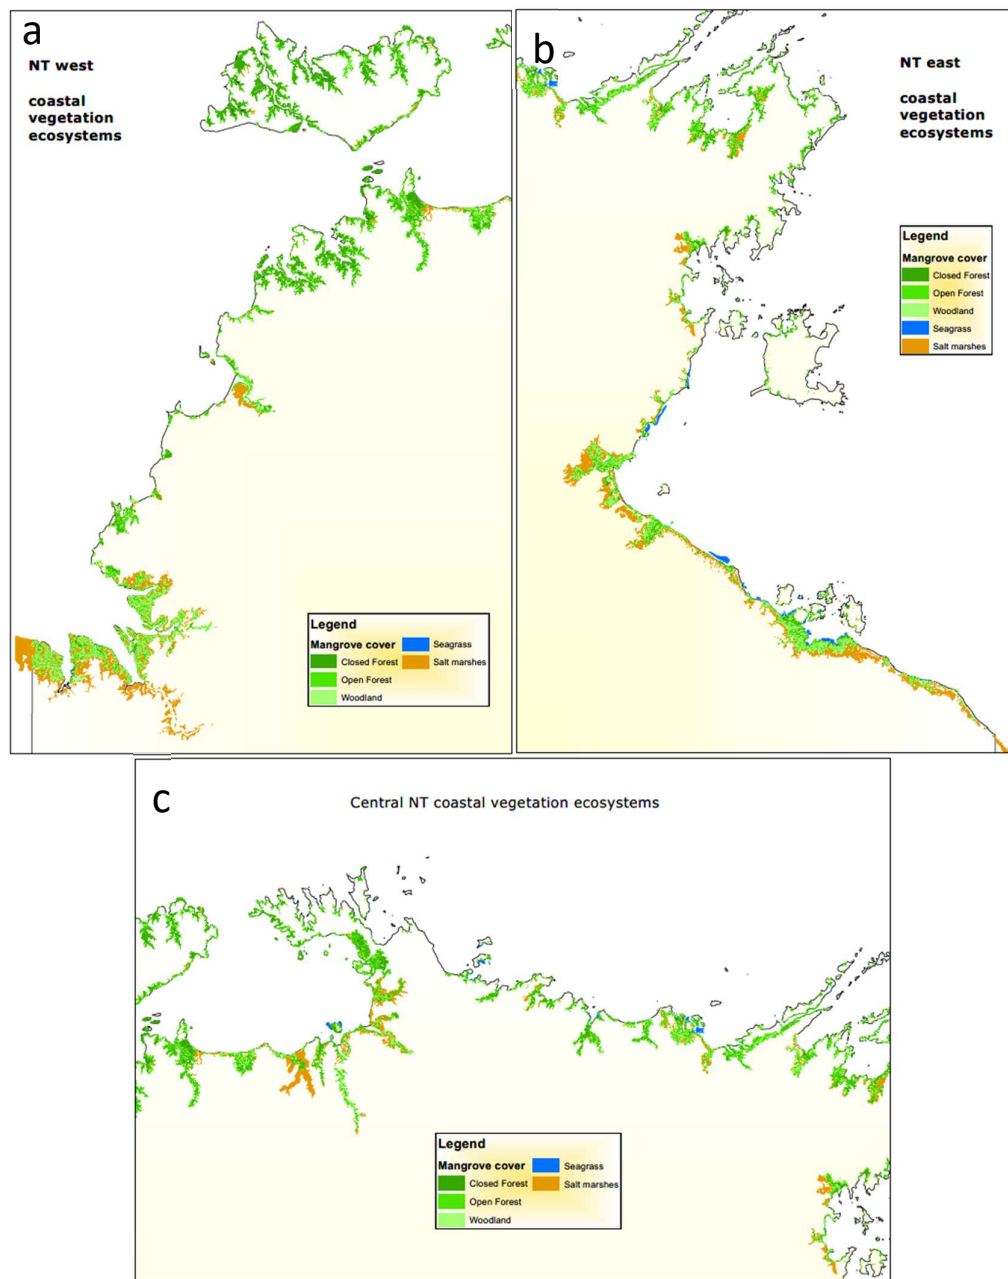 a
NT west
coastal
vegetation
ecosystems
Legend
Mangrove cover
Closed Forest
Open Forest
Woodland
Seagrass
Salt marshes
b
NT east
coastal
vegetation
ecosystems
Legend
Mangrove cover
Closed Forest
Open Forest
Woodland
Seagrass
Salt marshes
c
Central NT coastal vegetation ecosystems
Legend
Mangrove cover
Closed Forest
Open Forest
Woodland
Seagrass
Salt marshes